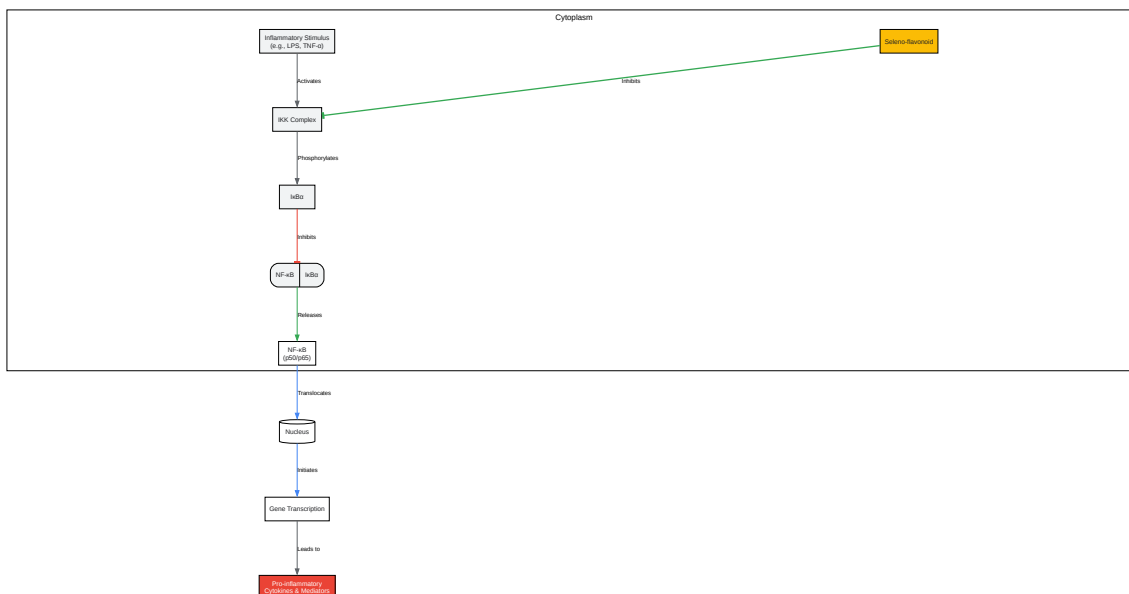 Cytoplasm
Inflammatory Stimulus
(e.g., LPS, TNF-α)
Seleno-flavonoid
Activates
Inhibits
IKK Complex
Phosphorylates
IκBα
Inhibits
NF-κB IκBα
Releases
NF-κB
(p50/p65)
Translocates
Nucleus
Initiates
Gene Transcription
Leads to
Pro-inflammatory
Cytokines & Mediators